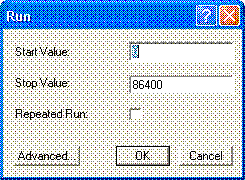 Run
Start Value:
Stop Value: 86400
Repeated Run:
Advanced... OK Cancel